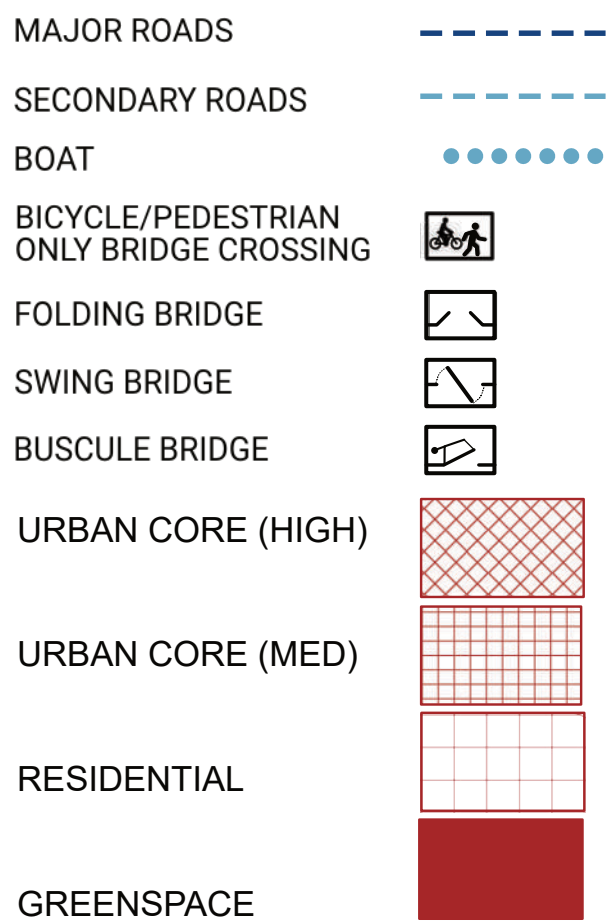 MAJOR ROADS
SECONDARY ROADS
BOAT
BICYCLE/PEDESTRIAN
ONLY BRIDGE CROSSING
FOLDING BRIDGE
SWING BRIDGE
BUSCULE BRIDGE
URBAN CORE (HIGH)
URBAN CORE (MED)
RESIDENTIAL
GREENSPACE